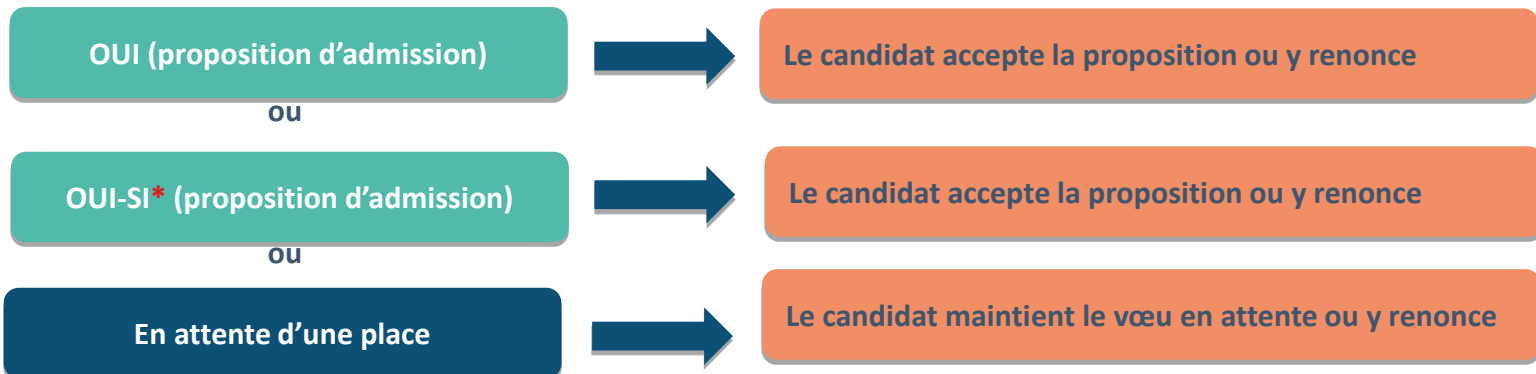 OUI (proposition d’admission)
Le candidat accepte la proposition ou y renonce
ou
OUI-SI* (proposition d’admission)
Le candidat accepte la proposition ou y renonce
ou
En attente d’une place
Le candidat maintient le vœu en attente ou y renonce